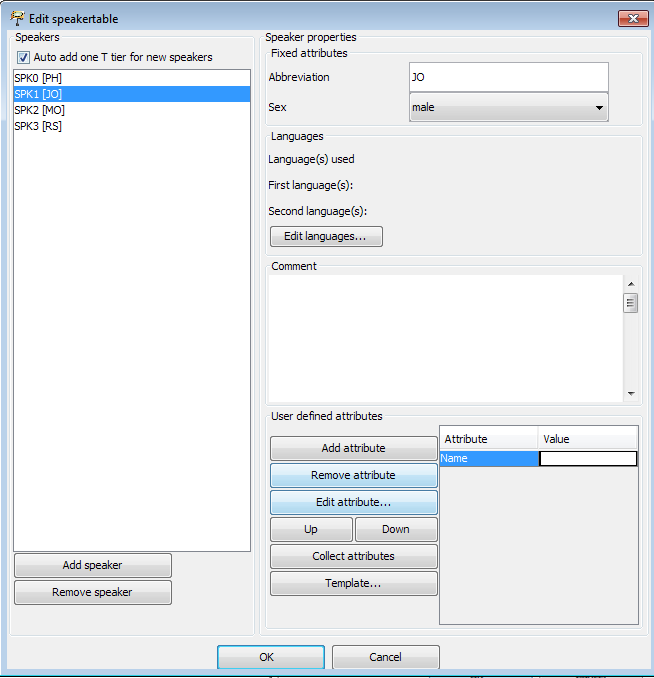 Edit speakertable
Speakers
Auto add one T tier for new speakers
SPK0 [PH]
SPK1 [JO]
SPK2 [MO]
SPK3 [RS]
Add speaker
Remove speaker
Speaker properties
Fixed attributes
Abbreviation JO
Sex male
Languages
Language(s) used
First language(s):
Second language(s):
Edit languages...
Comment
User defined attributes
Add attribute
Remove attribute
Edit attribute...
Up Down
Collect attributes
Template...
Attribute Value
Name
OK Cancel